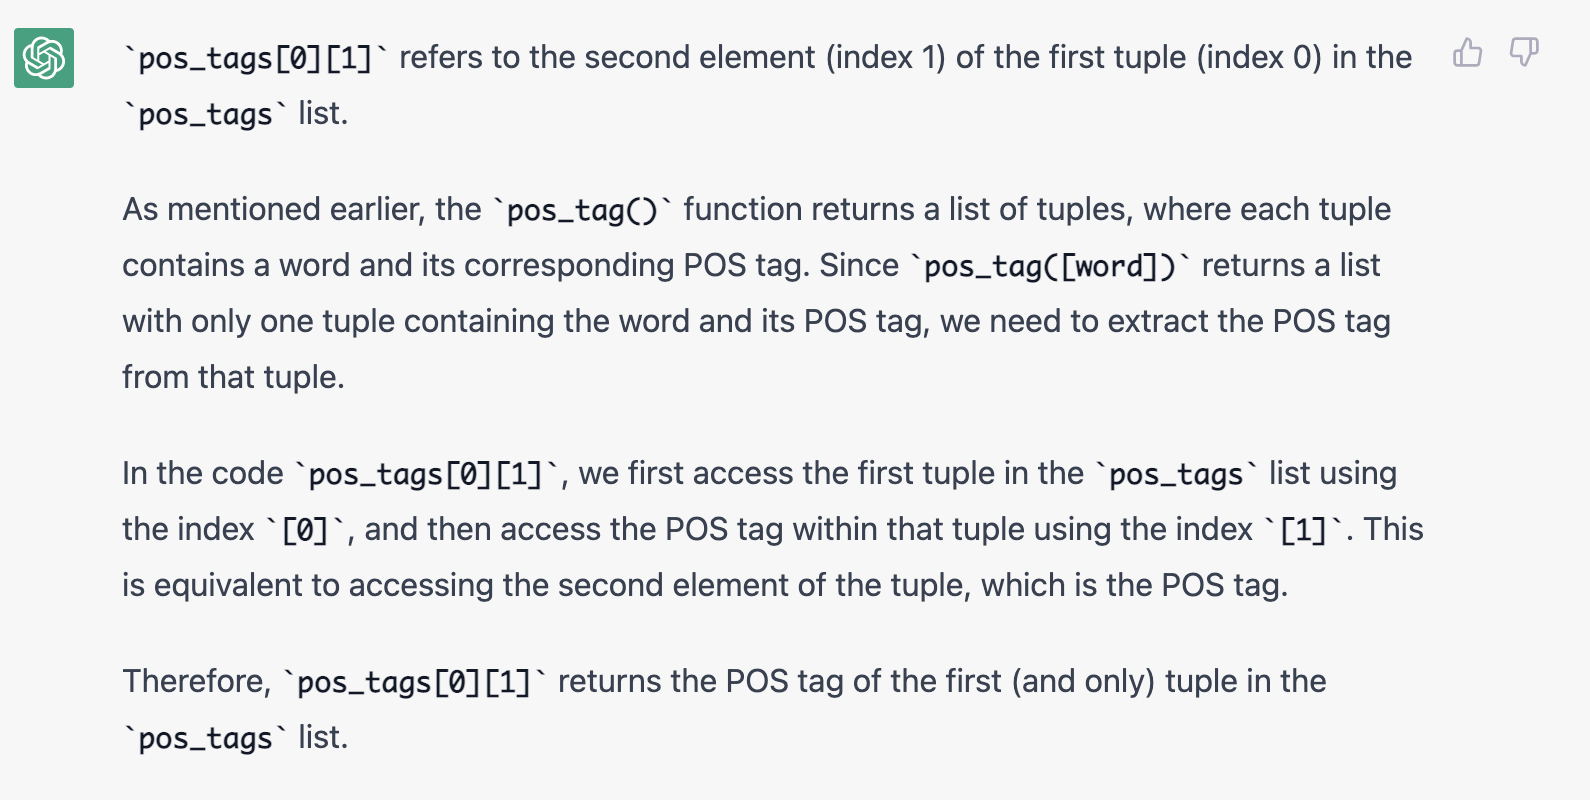 `pos_tags[0][1]` refers to the second element (index 1) of the first tuple (index 0) in the
`pos_tags` list.
As mentioned earlier, the `pos_tag()` function returns a list of tuples, where each tuple
contains a word and its corresponding POS tag. Since `pos_tag([word])` returns a list
with only one tuple containing the word and its POS tag, we need to extract the POS tag
from that tuple.
In the code `pos_tags[0][1]`, we first access the first tuple in the `pos_tags` list using
the index `[0]`, and then access the POS tag within that tuple using the index `[1]`. This
is equivalent to accessing the second element of the tuple, which is the POS tag.
Therefore, `pos_tags[0][1]` returns the POS tag of the first (and only) tuple in the
`pos_tags` list.